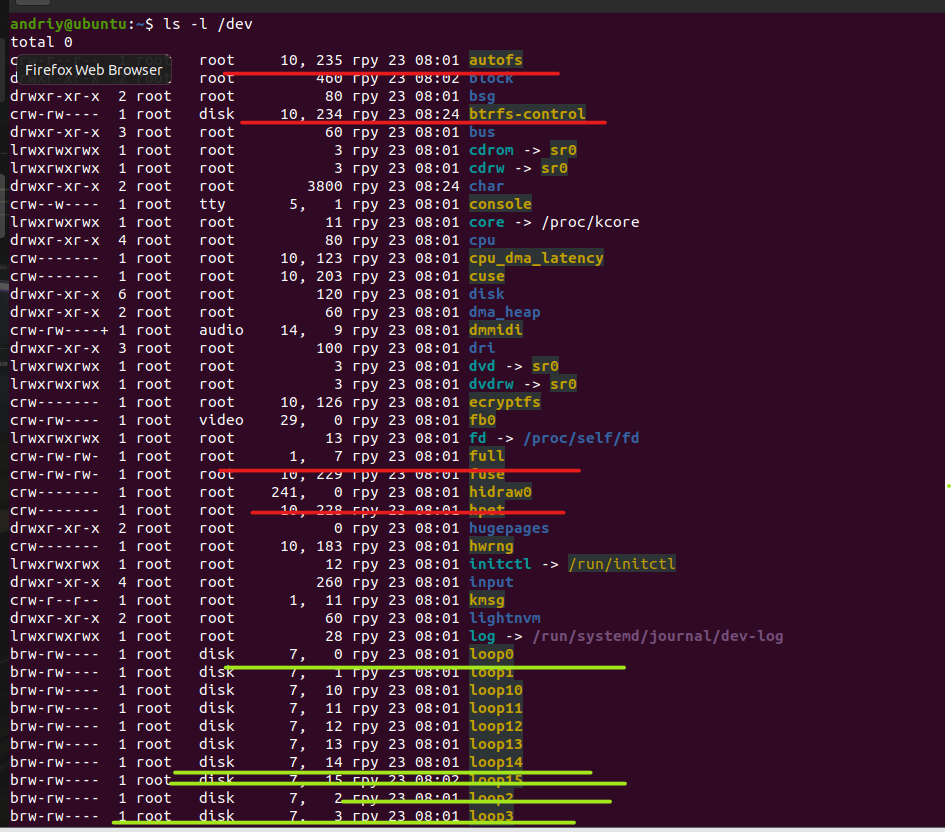 andriy@ubuntu:~$ ls -l /dev
total 0
root 10, 235 гру 23 08:01 autofs
Firefox Web Browser
root 460 гру 23 08:02 block
drwxr-xr-x 2 root root 80 гру 23 08:01 bsg
crw-rw---- 1 root disk 10, 234 гру 23 08:24 btrfs-control
drwxr-xr-x 3 root root 60 гру 23 08:01 bus
lrwxrwxrwx 1 root root 3 гру 23 08:01 cdrom -> sr0
lrwxrwxrwx 1 root root 3 гру 23 08:01 cdrw -> sr0
drwxr-xr-x 2 root root 3800 гру 23 08:24 char
crw--w---- 1 root tty 5, 1 гру 23 08:01 console
lrwxrwxrwx 1 root root 11 гру 23 08:01 core -> /proc/kcore
drwxr-xr-x 4 root root 80 гру 23 08:01 cpu
crw------- 1 root root 10, 123 гру 23 08:01 cpu_dma_latency
crw------- 1 root root 10, 203 гру 23 08:01 cuse
drwxr-xr-x 6 root root 120 гру 23 08:01 disk
drwxr-xr-x 2 root root 60 гру 23 08:01 dma_heap
crw-rw----+ 1 root audio 14, 9 гру 23 08:01 dmmidi
drwxr-xr-x 3 root root 100 гру 23 08:01 dri
lrwxrwxrwx 1 root root 3 гру 23 08:01 dvd -> sr0
lrwxrwxrwx 1 root root 3 гру 23 08:01 dvdrw -> sr0
crw------- 1 root root 10, 126 гру 23 08:01 ecryptfs
crw-rw---- 1 root video 29, 0 гру 23 08:01 fb0
lrwxrwxrwx 1 root root 13 гру 23 08:01 fd -> /proc/self/fd
crw-rw-rw- 1 root root 1, 7 гру 23 08:01 full
crw-rw-rw- 1 root root 10, 229 гру 23 08:01 fuse
crw------- 1 root root 241, 0 гру 23 08:01 hidraw0
crw------- 1 root root 10, 228 гру 23 08:01 hpet
drwxr-xr-x 2 root root 0 гру 23 08:01 hugepages
crw------- 1 root root 10, 183 гру 23 08:01 hwrng
lrwxrwxrwx 1 root root 12 гру 23 08:01 initctl -> /run/initctl
drwxr-xr-x 4 root root 260 гру 23 08:01 input
crw-r--r-- 1 root root 1, 11 гру 23 08:01 kmsg
drwxr-xr-x 2 root root 60 гру 23 08:01 lightnvm
lrwxrwxrwx 1 root root 28 гру 23 08:01 log -> /run/systemd/journal/dev-log
brw-rw---- 1 root disk 7, 0 гру 23 08:01 loop0
brw-rw---- 1 root disk 7, 1 гру 23 08:01 loop1
brw-rw---- 1 root disk 7, 10 гру 23 08:01 loop10
brw-rw---- 1 root disk 7, 11 гру 23 08:01 loop11
brw-rw---- 1 root disk 7, 12 гру 23 08:01 loop12
brw-rw---- 1 root disk 7, 13 гру 23 08:01 loop13
brw-rw---- 1 root disk 7, 14 гру 23 08:01 loop14
brw-rw---- 1 root disk 7, 15 гру 23 08:02 loop15
brw-rw---- 1 root disk 7, 2 гру 23 08:01 loop2
brw-rw---- 1 root disk 7, 3 гру 23 08:01 loop3